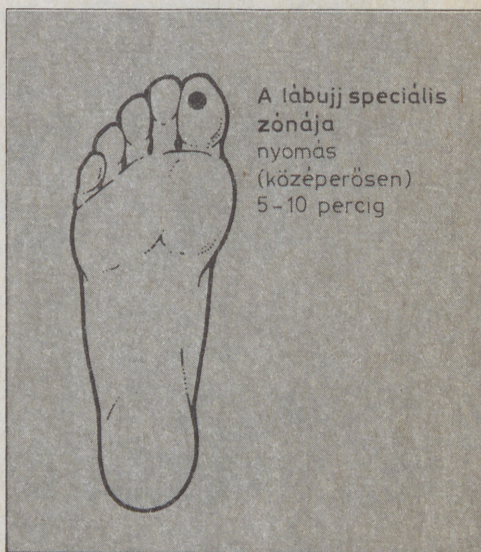 A lábujj speciális
zónája
nyomás
(középerősen)
5-10 percig